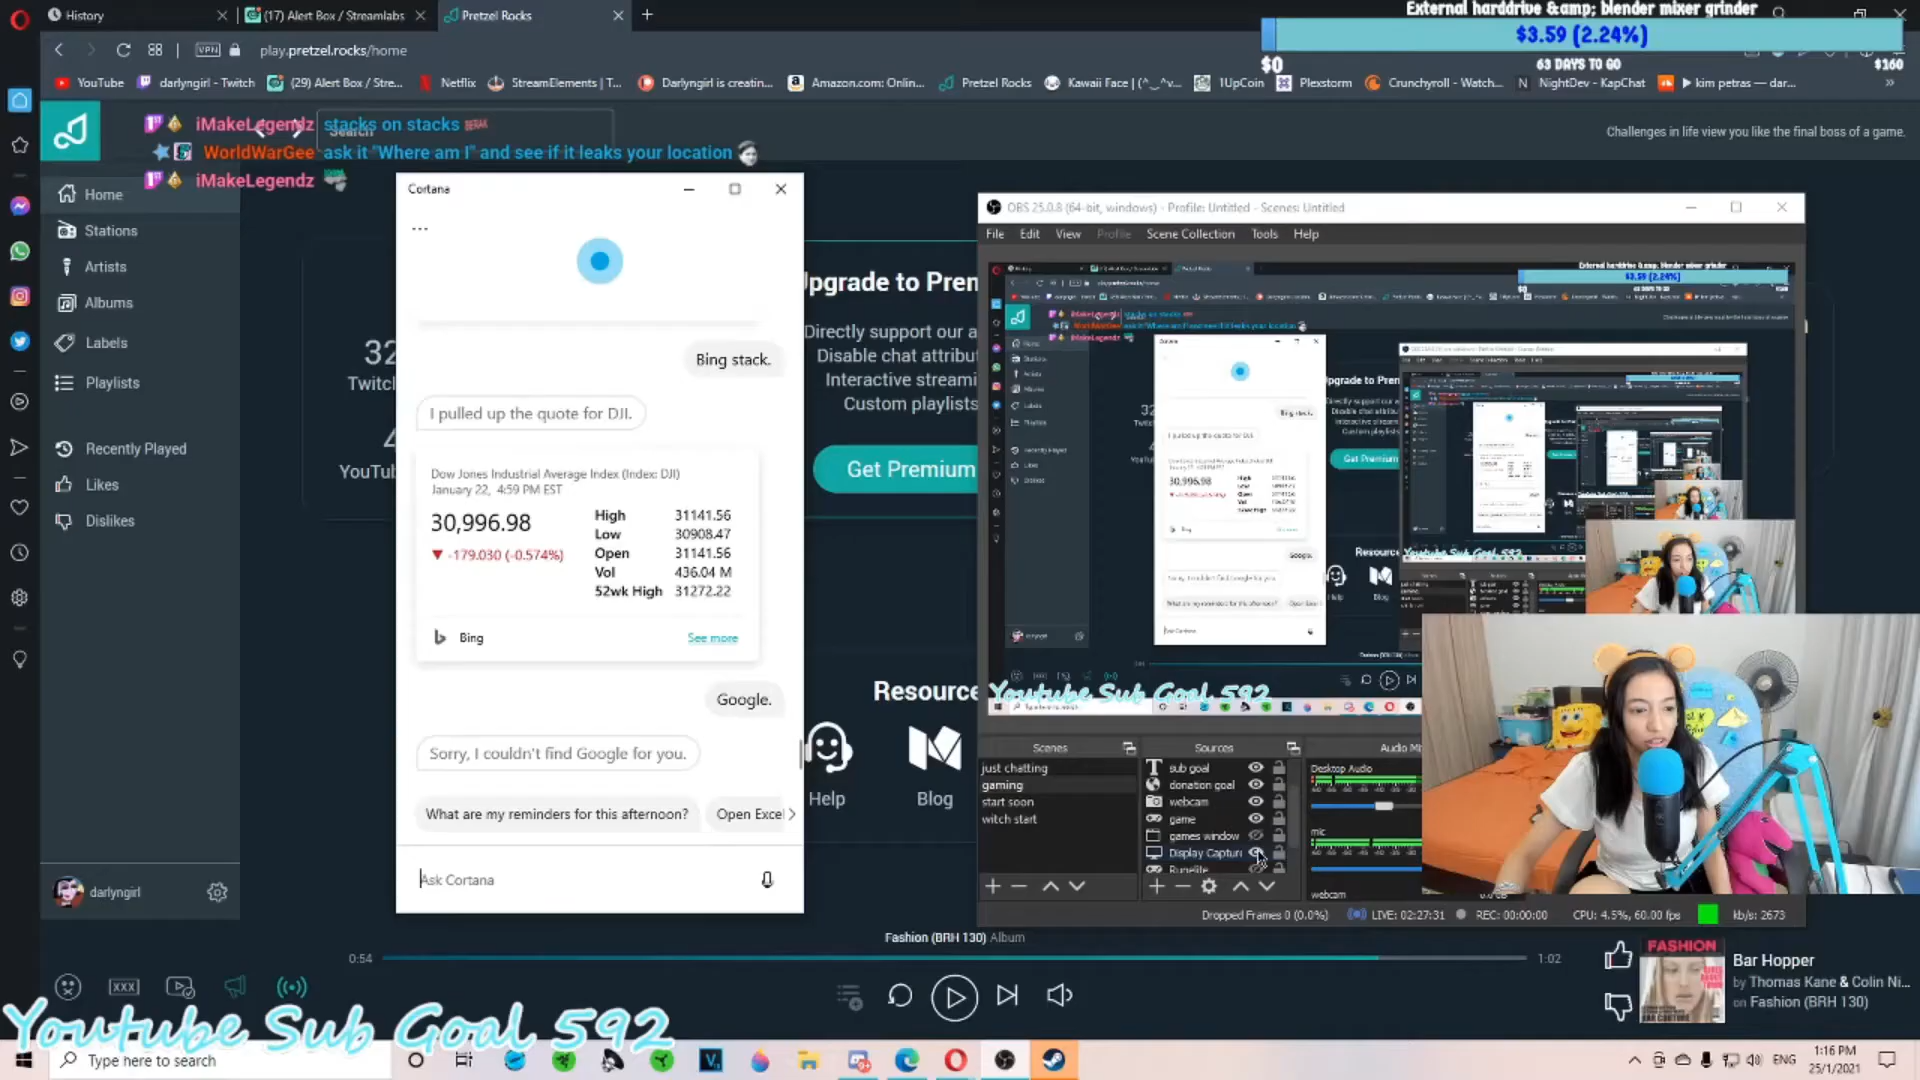 History
(17) Alert Box / Streamlabs
Pretzel Rocks
External harddrive &amp; blender mixer grinder
$3.59 (2.24%)
$0
63 DAYS TO GO
$160
VPN
play.pretzel.rocks/home
YouTube
darlyngirl - Twitch
(29) Alert Box / Stre...
Netflix
StreamElements | T...
Darlyngirl is creatin...
Amazon.com: Onlin...
Pretzel Rocks
Kawaii Face | (^_^v...
1UpCoin
Plexstorm
Crunchyroll - Watch...
NightDev - KapChat
kim petras — dar...
iMakeLegendz stacks on stacks
Search
WorldWarGee ask it "Where am I" and see if it leaks your location
iMakeLegendz
Challenges in life view you like the final boss of a game.
Home
Stations
Artists
Albums
Labels
Playlists
Recently Played
Likes
Dislikes
darlyngirl
Cortana
...
Bing stack.
I pulled up the quote for DJI.
Dow Jones Industrial Average Index (Index: DJI)
January 22, 4:59 PM EST
30,996.98
-179.030 (-0.574%)
High 31141.56
Low 30908.47
Open 31141.56
Vol 436.04 M
52wk High 31272.22
Bing
See more
Google.
Sorry, I couldn't find Google for you.
What are my reminders for this afternoon?
Open Excel
Ask Cortana
32
Twitch
YouTu
Upgrade to Pren
Directly support our a
Disable chat attribut
Interactive streami
Custom playlists
Get Premium
Resource
Help
Blog
OBS 25.0.8 (64-bit, windows) - Profile: Untitled - Scenes: Untitled
File
Edit
View
Profile
Scene Collection
Tools
Help
Youtube Sub Goal 592
Scenes
just chatting
gaming
start soon
witch start
Sources
sub goal
donation goal
webcam
game
games window
Display Captur
Runelite
Audio Mi
Desktop Audio
mic
webcam
Dropped Frames 0 (0.0%)
LIVE: 02:27:31
REC: 00:00:00
CPU: 4.5%, 60.00 fps
kb/s: 2673
Fashion (BRH 130) Album
0:54
1:02
XXX
FASHION
Bar Hopper
by Thomas Kane & Colin Ni...
on Fashion (BRH 130)
Youtube Sub Goal 592
Type here to search
ENG
1:16 PM
25/1/2021